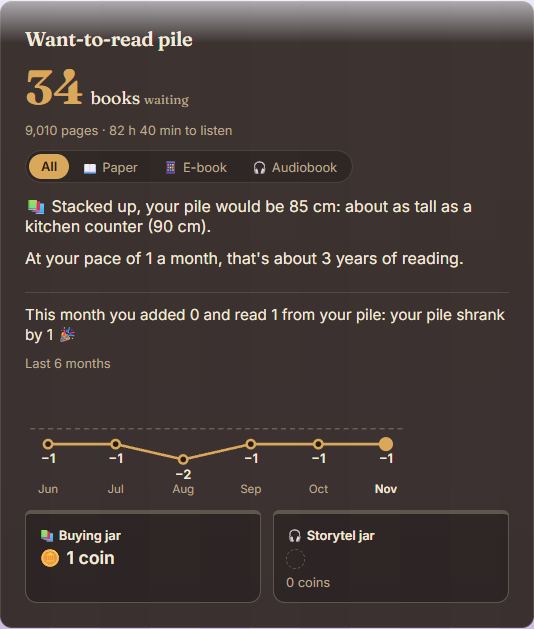 Want-to-read pile
34 books waiting
9,010 pages · 82 h 40 min to listen
All Paper E-book Audiobook
Stacked up, your pile would be 85 cm: about as tall as a
kitchen counter (90 cm).
At your pace of 1 a month, that's about 3 years of reading.
This month you added 0 and read 1 from your pile: your pile shrank
by 1
Last 6 months
−1 −1 −2 −1 −1 −1
Jun Jul Aug Sep Oct Nov
Buying jar
1 coin
Storytel jar
0 coins